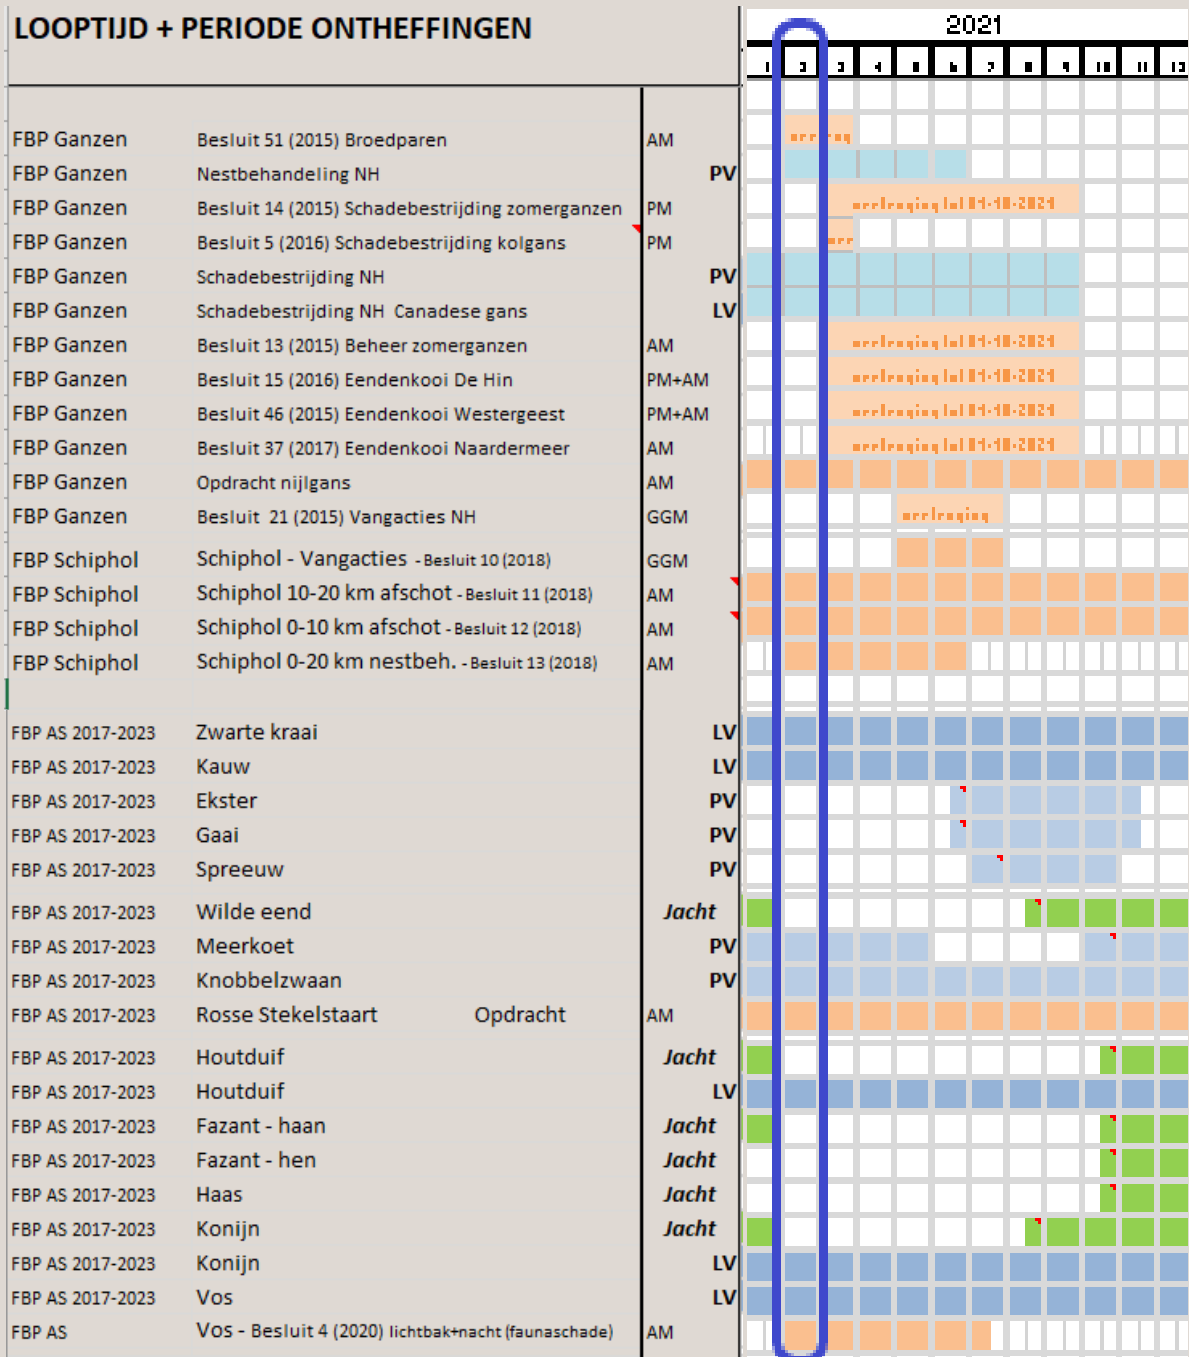 LOOPTIJD + PERIODE ONTHEFFINGEN
2021
1 2 3 4 5 6 7 8 9 10 11 12
FBP Ganzen Besluit 51 (2015) Broedparen AM
FBP Ganzen Nestbehandeling NH PV
FBP Ganzen Besluit 14 (2015) Schadebestrijding zomerganzen PM
FBP Ganzen Besluit 5 (2016) Schadebestrijding kolgans PM
FBP Ganzen Schadebestrijding NH PV
FBP Ganzen Schadebestrijding NH Canadese gans LV
FBP Ganzen Besluit 13 (2015) Beheer zomerganzen AM
FBP Ganzen Besluit 15 (2016) Eendenkooi De Hin PM+AM
FBP Ganzen Besluit 46 (2015) Eendenkooi Westergeest PM+AM
FBP Ganzen Besluit 37 (2017) Eendenkooi Naardermeer AM
FBP Ganzen Opdracht nijlgans AM
FBP Ganzen Besluit 21 (2015) Vangacties NH GGM
FBP Schiphol Schiphol - Vangacties - Besluit 10 (2018) GGM
FBP Schiphol Schiphol 10-20 km afschot - Besluit 11 (2018) AM
FBP Schiphol Schiphol 0-10 km afschot - Besluit 12 (2018) AM
FBP Schiphol Schiphol 0-20 km nestbeh. - Besluit 13 (2018) AM
FBP AS 2017-2023 Zwarte kraai LV
FBP AS 2017-2023 Kauw LV
FBP AS 2017-2023 Ekster PV
FBP AS 2017-2023 Gaai PV
FBP AS 2017-2023 Spreeuw PV
FBP AS 2017-2023 Wilde eend Jacht
FBP AS 2017-2023 Meerkoet PV
FBP AS 2017-2023 Knobbelzwaan PV
FBP AS 2017-2023 Rosse Stekelstaart Opdracht AM
FBP AS 2017-2023 Houtduif Jacht
FBP AS 2017-2023 Houtduif LV
FBP AS 2017-2023 Fazant - haan Jacht
FBP AS 2017-2023 Fazant - hen Jacht
FBP AS 2017-2023 Haas Jacht
FBP AS 2017-2023 Konijn Jacht
FBP AS 2017-2023 Konijn LV
FBP AS 2017-2023 Vos LV
FBP AS Vos - Besluit 4 (2020) lichtbak+nacht (faunaschade) AM